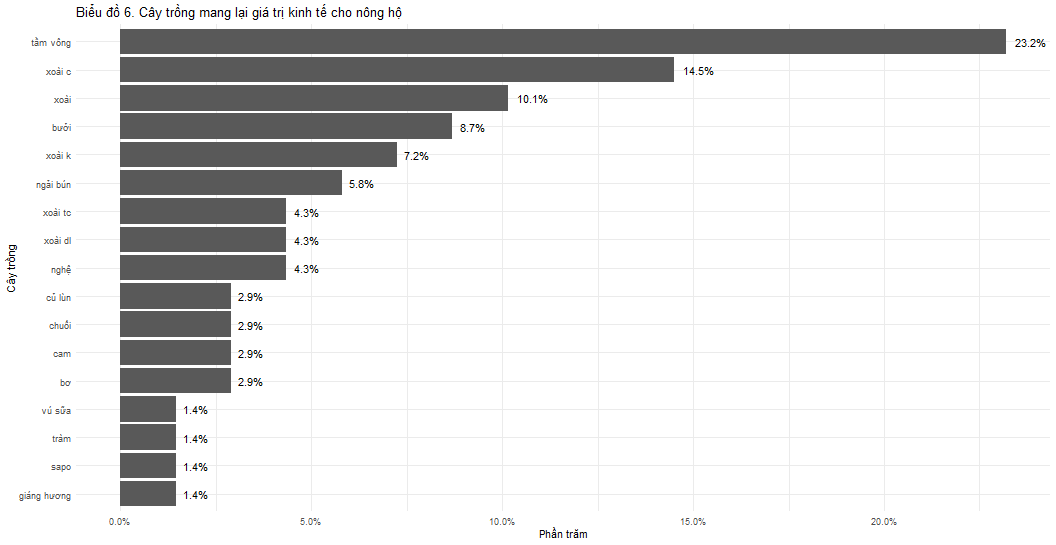 Biểu đồ 6. Cây trồng mang lại giá trị kinh tế cho nông hộ
Cây trồng
tầm vông 23.2%
xoài c 14.5%
xoài 10.1%
bưởi 8.7%
xoài k 7.2%
ngải bún 5.8%
xoài tc 4.3%
xoài dl 4.3%
nghệ 4.3%
củ lùn 2.9%
chuối 2.9%
cam 2.9%
bơ 2.9%
vú sữa 1.4%
tràm 1.4%
sapo 1.4%
giáng hương 1.4%
0.0% 5.0% 10.0% 15.0% 20.0%
Phần trăm